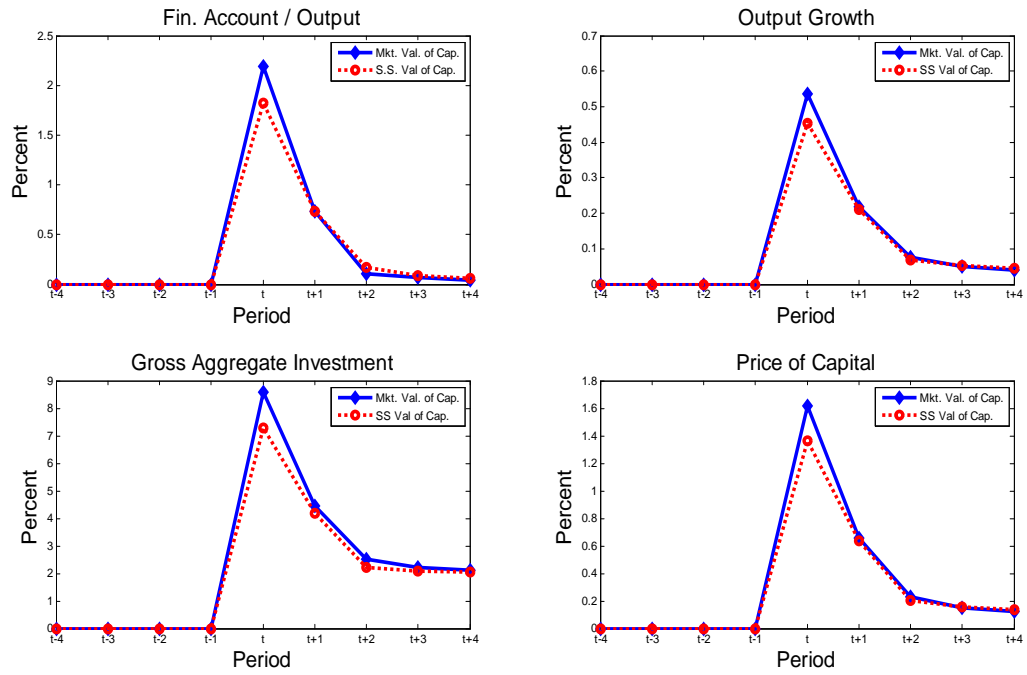 Fin. Account / Output
2.5
2
1.5
1
0.5
0
Percent
Mkt. Val. of Cap.
S.S. Val of Cap.
t-4 t-3 t-2 t-1 t t+1 t+2 t+3 t+4
Period
Output Growth
0.7
0.6
0.5
0.4
0.3
0.2
0.1
0
Percent
Mkt. Val. of Cap.
SS Val of Cap.
t-4 t-3 t-2 t-1 t t+1 t+2 t+3 t+4
Period
Gross Aggregate Investment
9
8
7
6
5
4
3
2
1
0
Percent
Mkt. Val. of Cap.
SS Val of Cap.
t-4 t-3 t-2 t-1 t t+1 t+2 t+3 t+4
Period
Price of Capital
1.8
1.6
1.4
1.2
1
0.8
0.6
0.4
0.2
0
Percent
Mkt. Val. of Cap.
SS Val of Cap.
t-4 t-3 t-2 t-1 t t+1 t+2 t+3 t+4
Period